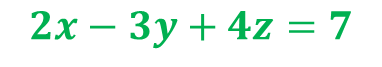 2x − 3y + 4z = 7